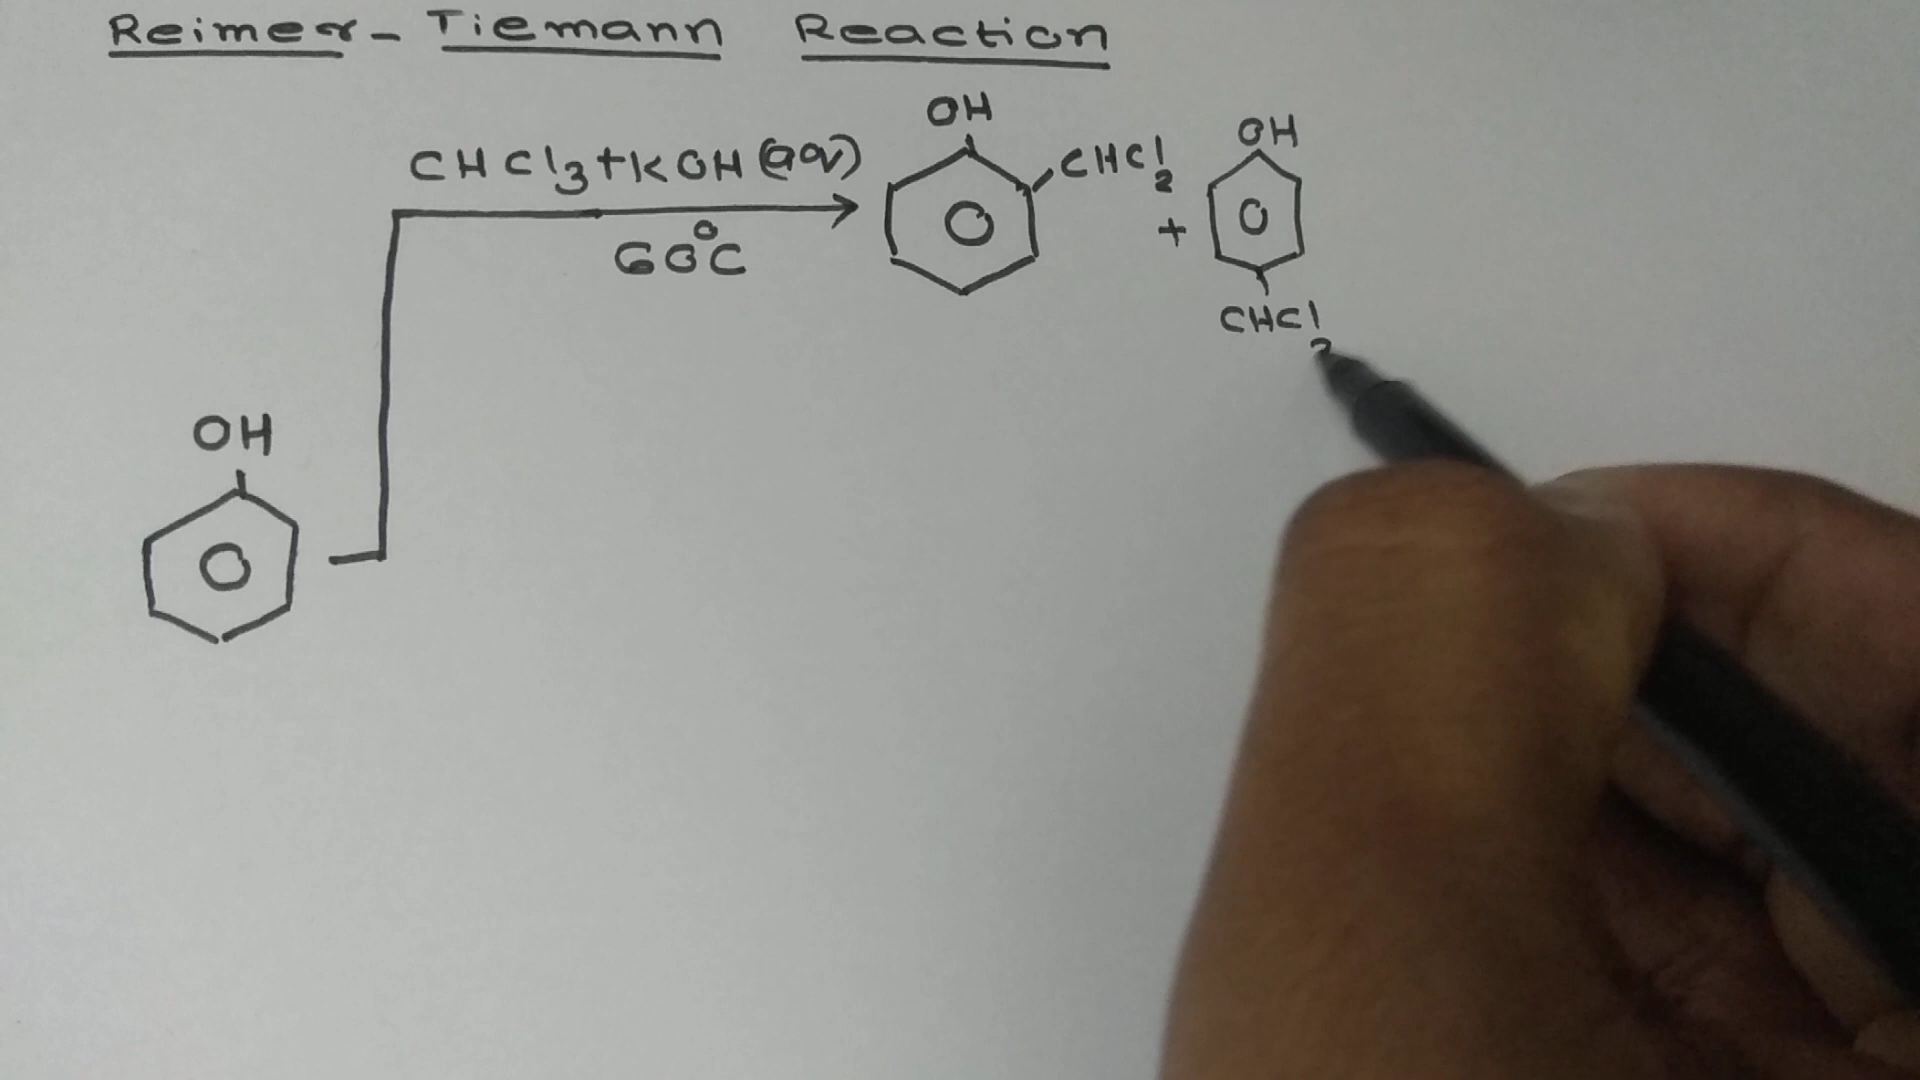 Reimer-Tiemann Reaction
CHCl3+KOH(aq)
60°C
OH
CHCl2
+
OH
CHCl2
OH